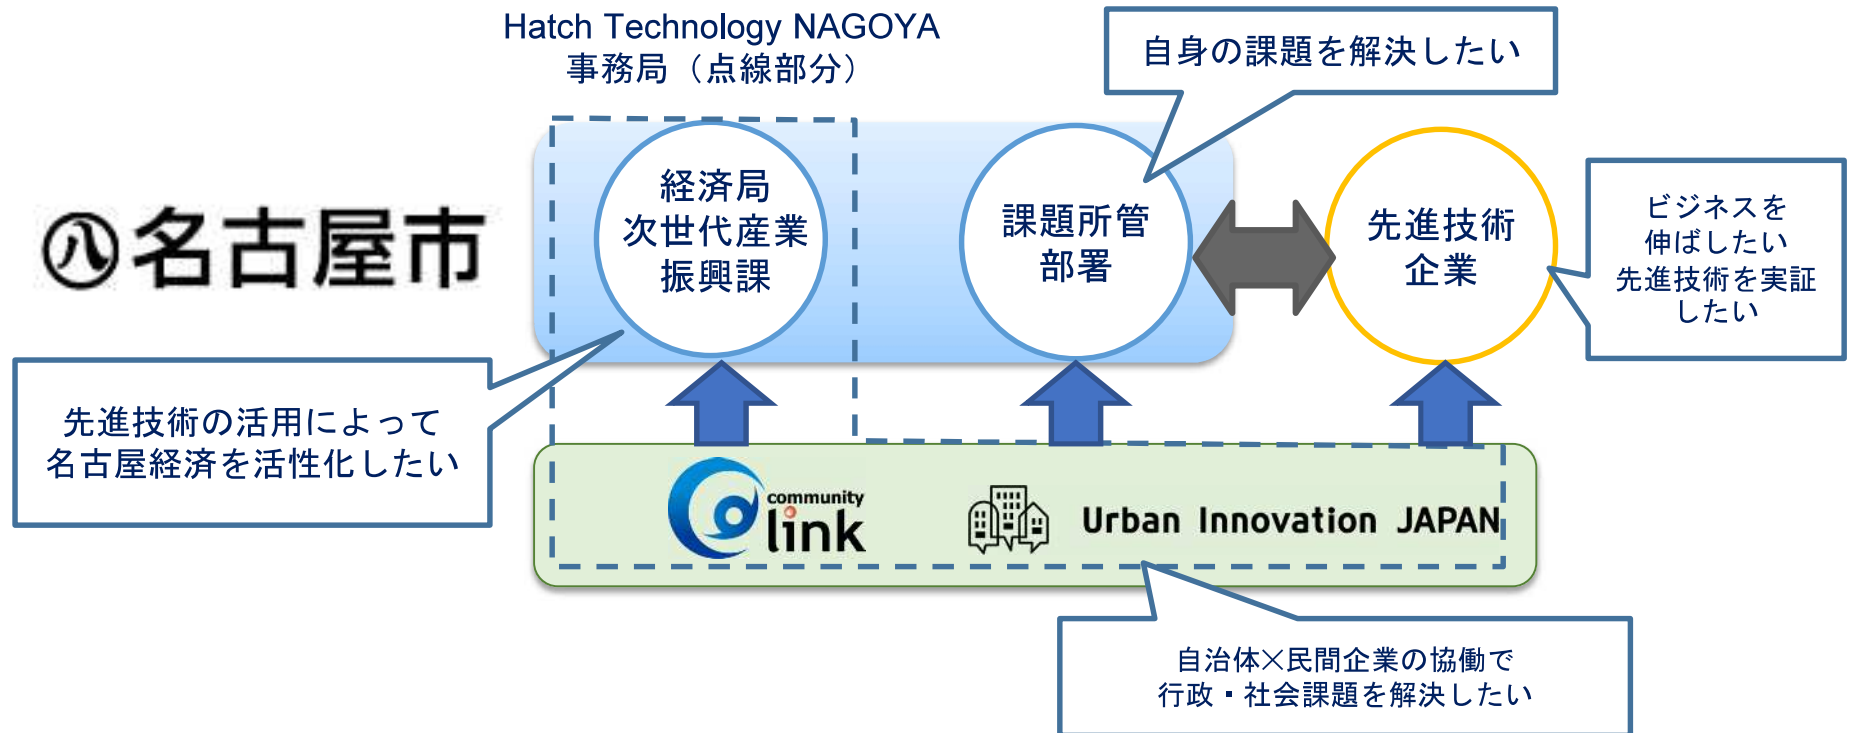 Hatch Technology NAGOYA
事務局（点線部分）
自身の課題を解決したい
㊇名古屋市
経済局
次世代産業
振興課
課題所管
部署
先進技術
企業
ビジネスを
伸ばしたい
先進技術を実証
したい
先進技術の活用によって
名古屋経済を活性化したい
community
link
Urban Innovation JAPAN
自治体×民間企業の協働で
行政・社会課題を解決したい